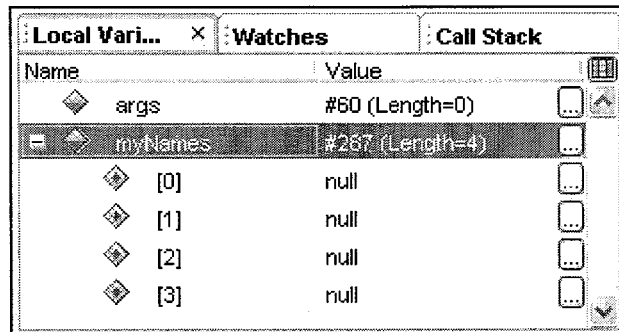 Local Vari... × Watches Call Stack
Name Value
args #60 (Length=0) ...
myNames #267 (Length=4) ...
[0] null ...
[1] null ...
[2] null ...
[3] null ...